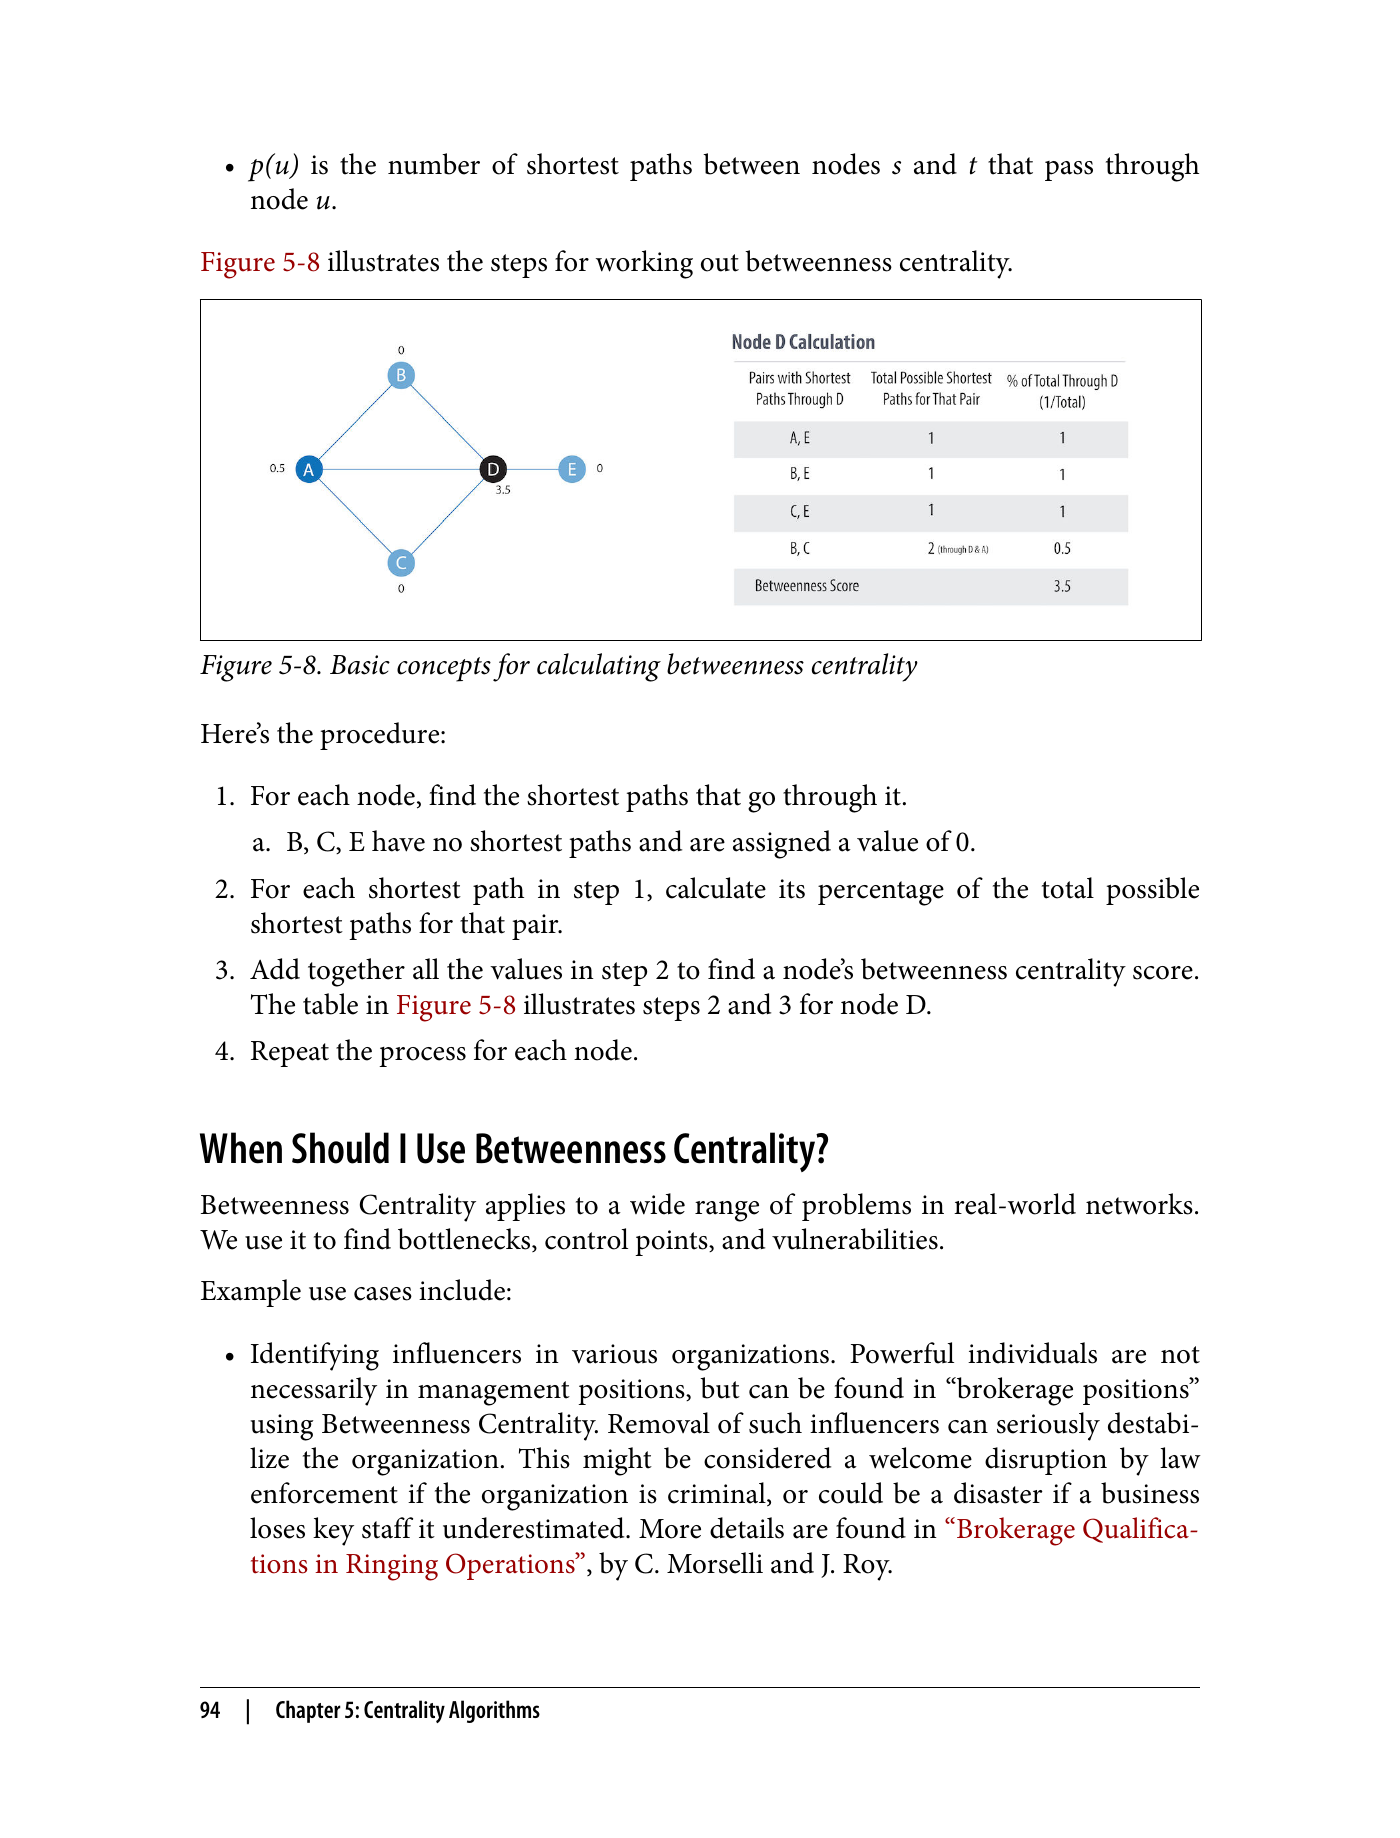 • p(u) is the number of shortest paths between nodes s and t that pass through
node u.
Figure 5-8 illustrates the steps for working out betweenness centrality.
0
B
0.5 A
D
3.5
E 0
C
0
Node D Calculation
Pairs with Shortest Paths Through D | Total Possible Shortest Paths for That Pair | % of Total Through D (1/Total)
A, E 1 1
B, E 1 1
C, E 1 1
B, C 2 (through D & A) 0.5
Betweenness Score 3.5
Figure 5-8. Basic concepts for calculating betweenness centrality
Here’s the procedure:
1. For each node, find the shortest paths that go through it.
a. B, C, E have no shortest paths and are assigned a value of 0.
2. For each shortest path in step 1, calculate its percentage of the total possible
shortest paths for that pair.
3. Add together all the values in step 2 to find a node’s betweenness centrality score.
The table in Figure 5-8 illustrates steps 2 and 3 for node D.
4. Repeat the process for each node.
When Should I Use Betweenness Centrality?
Betweenness Centrality applies to a wide range of problems in real-world networks.
We use it to find bottlenecks, control points, and vulnerabilities.
Example use cases include:
• Identifying influencers in various organizations. Powerful individuals are not
necessarily in management positions, but can be found in “brokerage positions”
using Betweenness Centrality. Removal of such influencers can seriously destabi-
lize the organization. This might be considered a welcome disruption by law
enforcement if the organization is criminal, or could be a disaster if a business
loses key staff it underestimated. More details are found in “Brokerage Qualifica-
tions in Ringing Operations”, by C. Morselli and J. Roy.
94 | Chapter 5: Centrality Algorithms